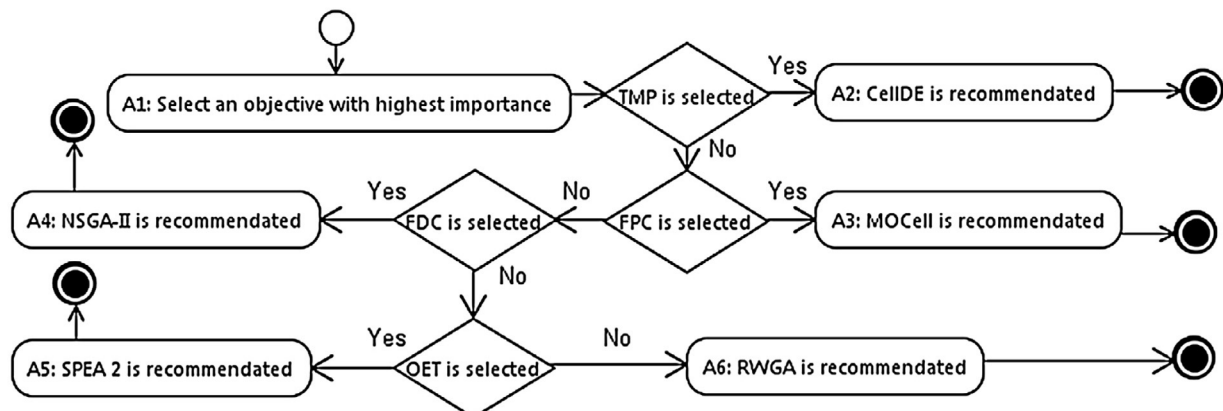 A1: Select an objective with highest importance
TMP is selected
Yes
A2: CellDE is recommendated
No
A4: NSGA-II is recommendated
Yes
FDC is selected
No
FPC is selected
Yes
A3: MOCell is recommendated
No
A5: SPEA 2 is recommendated
Yes
OET is selected
No
A6: RWGA is recommendated